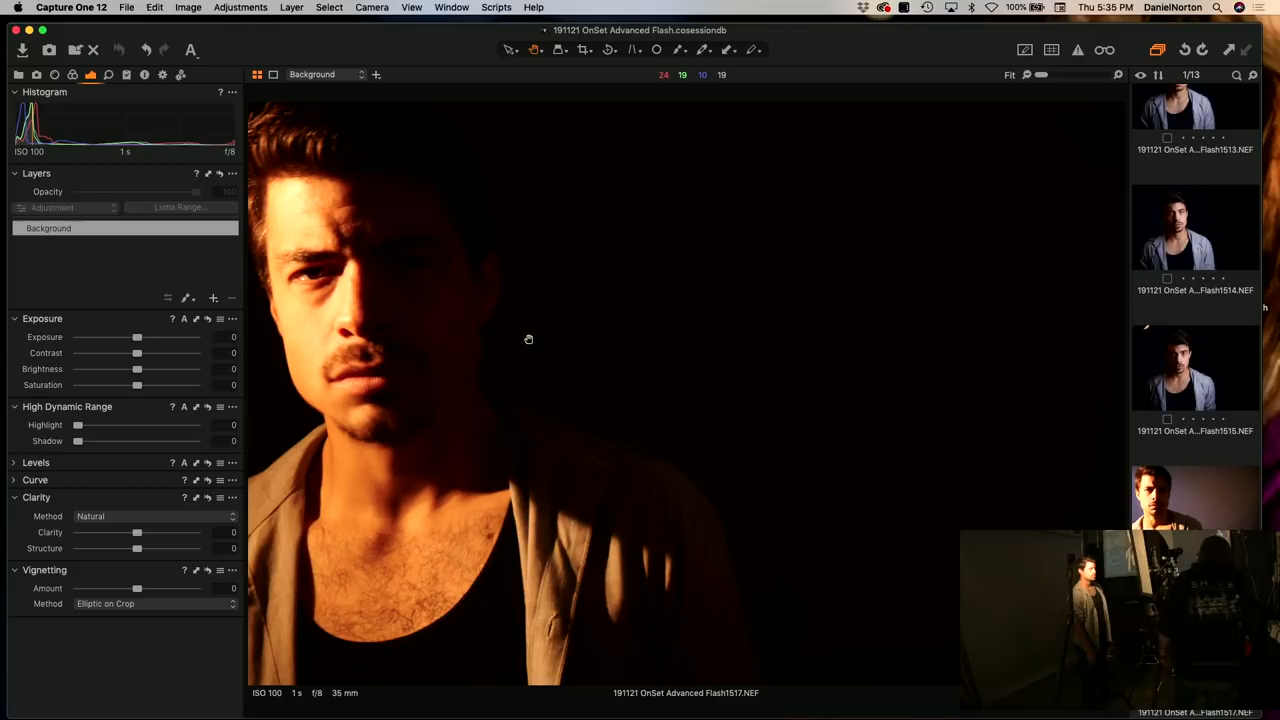 Capture One 12 File Edit Image Adjustments Layer Select Camera View Window Scripts Help 100% Thu 5:35 PM DanielNorton
191121 OnSet Advanced Flash.cosessiondb
Background 24 19 10 19 Fit 1/13
Histogram
ISO 100 1 s f/8
Layers
Opacity 100
Adjustment Luma Range...
Background
Exposure
Exposure 0
Contrast 0
Brightness 0
Saturation 0
High Dynamic Range
Highlight 0
Shadow 0
Levels
Curve
Clarity
Method Natural
Clarity 0
Structure 0
Vignetting
Amount 0
Method Elliptic on Crop
ISO 100 1 s f/8 35 mm 191121 OnSet Advanced Flash1517.NEF
191121 OnSet A...Flash1513.NEF
191121 OnSet A...Flash1514.NEF
191121 OnSet A...Flash1515.NEF
191121 OnSet A...Flash1517.NEF